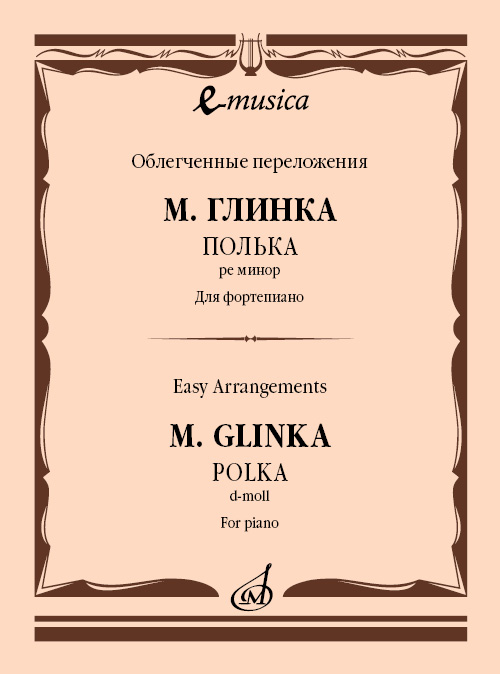 e-musica
Облегченные переложения
М. ГЛИНКА
ПОЛЬКА
ре минор
Для фортепиано
Easy Arrangements
M. GLINKA
POLKA
d-moll
For piano
М